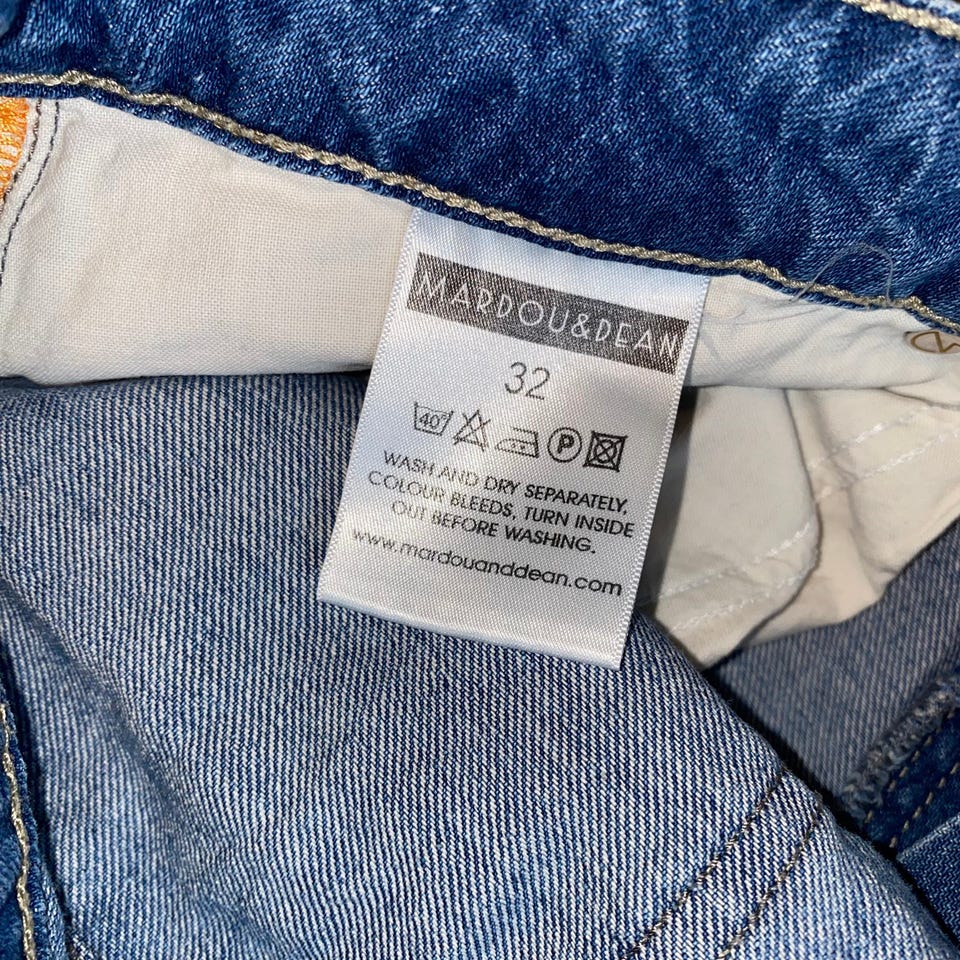 MARDOU&DEAN
32
40° P
WASH AND DRY SEPARATELY,
COLOUR BLEEDS, TURN INSIDE
OUT BEFORE WASHING.
www.mardouanddean.com